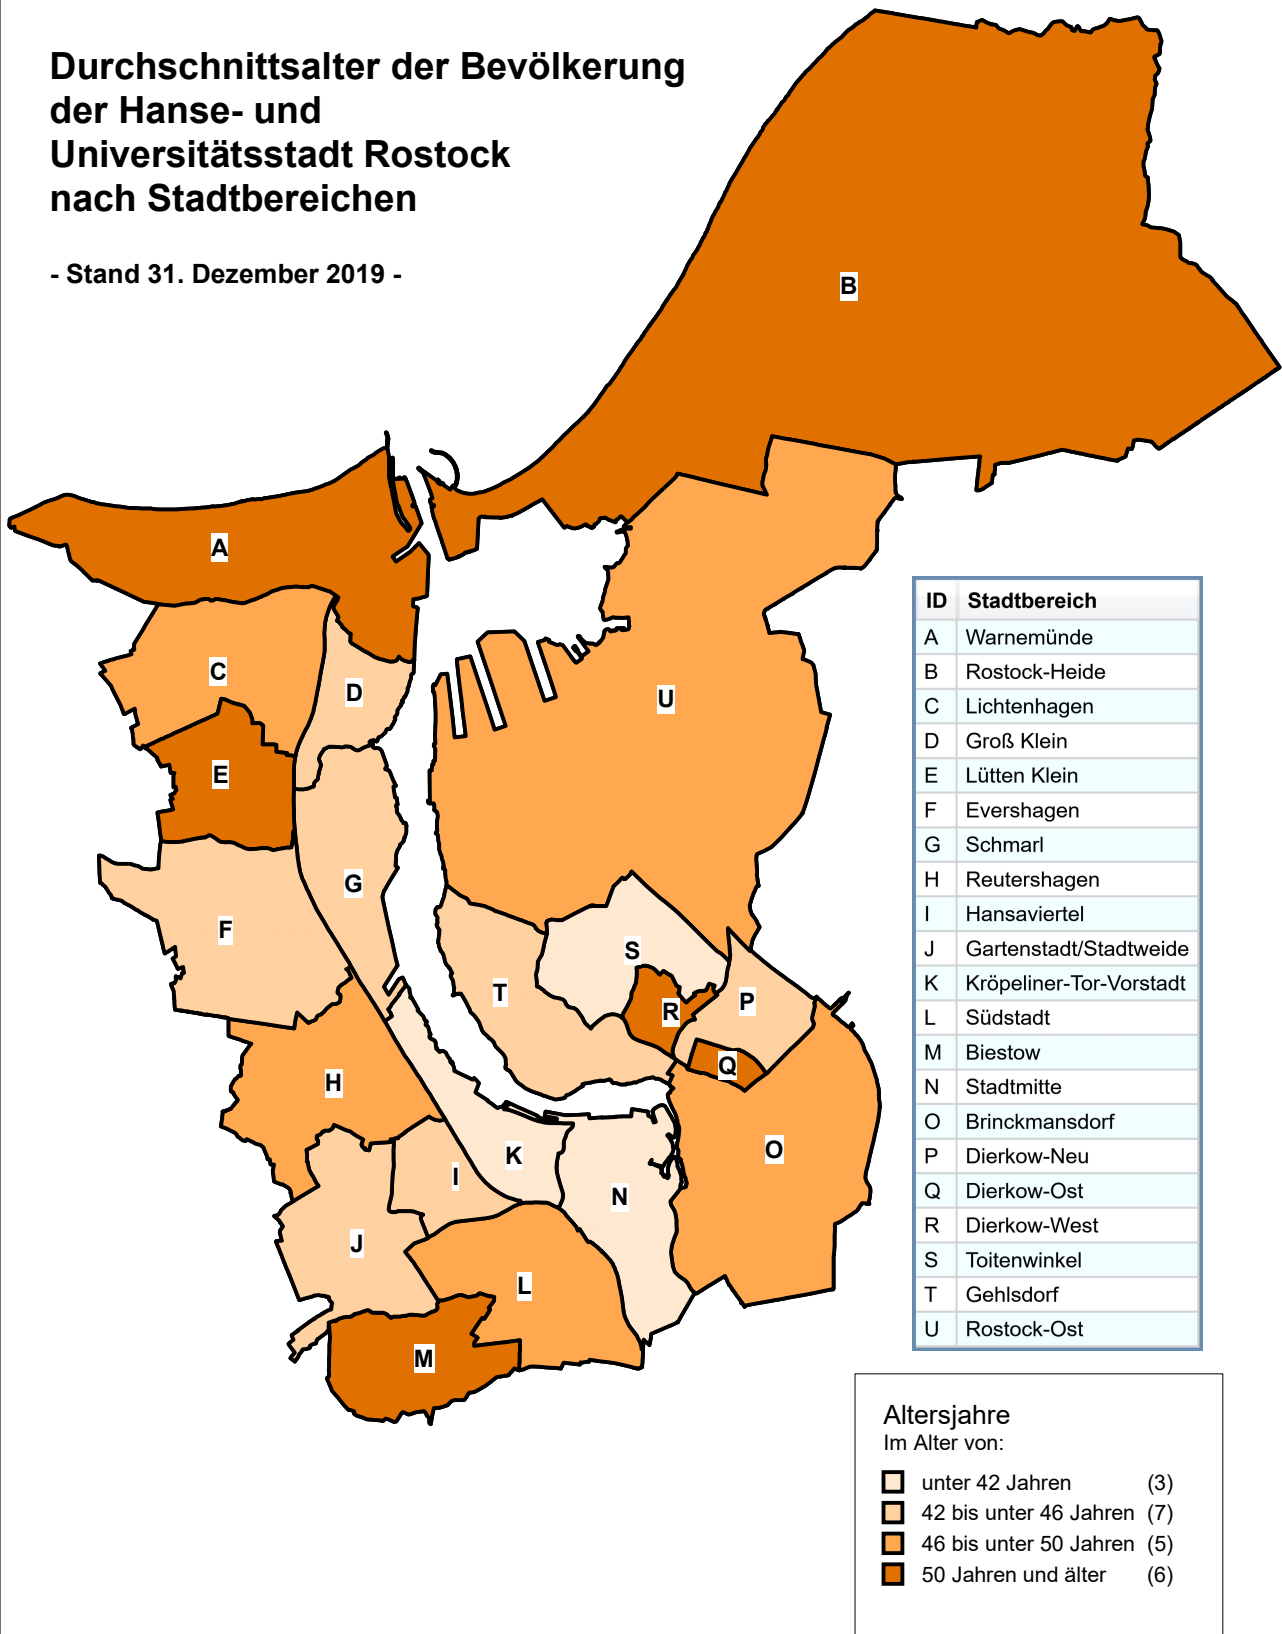 Durchschnittsalter der Bevölkerung
der Hanse- und
Universitätsstadt Rostock
nach Stadtbereichen
- Stand 31. Dezember 2019 -
B
A
C
D
U
E
G
F
S
T
R
P
Q
H
K
I
N
O
J
L
M
ID Stadtbereich
A Warnemünde
B Rostock-Heide
C Lichtenhagen
D Groß Klein
E Lütten Klein
F Evershagen
G Schmarl
H Reutershagen
I Hansaviertel
J Gartenstadt/Stadtweide
K Kröpeliner-Tor-Vorstadt
L Südstadt
M Biestow
N Stadtmitte
O Brinckmansdorf
P Dierkow-Neu
Q Dierkow-Ost
R Dierkow-West
S Toitenwinkel
T Gehlsdorf
U Rostock-Ost
Altersjahre
Im Alter von:
unter 42 Jahren (3)
42 bis unter 46 Jahren (7)
46 bis unter 50 Jahren (5)
50 Jahren und älter (6)